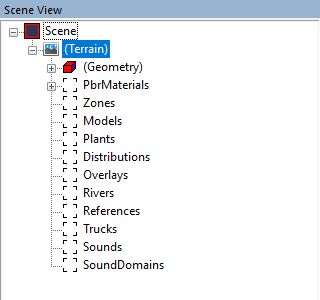 Scene View
Scene
(Terrain)
(Geometry)
PbrMaterials
Zones
Models
Plants
Distributions
Overlays
Rivers
References
Trucks
Sounds
SoundDomains